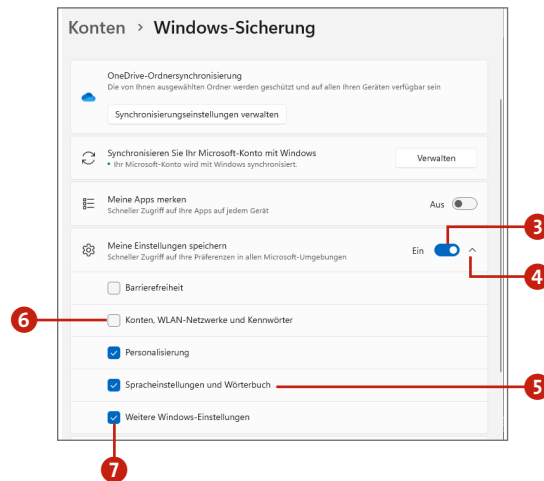 Konten > Windows-Sicherung
OneDrive-Ordnersynchronisierung
Die von Ihnen ausgewählten Ordner werden geschützt und auf allen Ihren Geräten verfügbar sein
Synchronisierungseinstellungen verwalten
Synchronisieren Sie Ihr Microsoft-Konto mit Windows
Ihr Microsoft-Konto wird mit Windows synchronisiert.
Verwalten
Meine Apps merken
Schneller Zugriff auf Ihre Apps auf jedem Gerät
Aus
3
Meine Einstellungen speichern
Schneller Zugriff auf Ihre Präferenzen in allen Microsoft-Umgebungen
Ein
4
Barrierefreiheit
6
Konten, WLAN-Netzwerke und Kennwörter
Personalisierung
Spracheinstellungen und Wörterbuch
5
Weitere Windows-Einstellungen
7